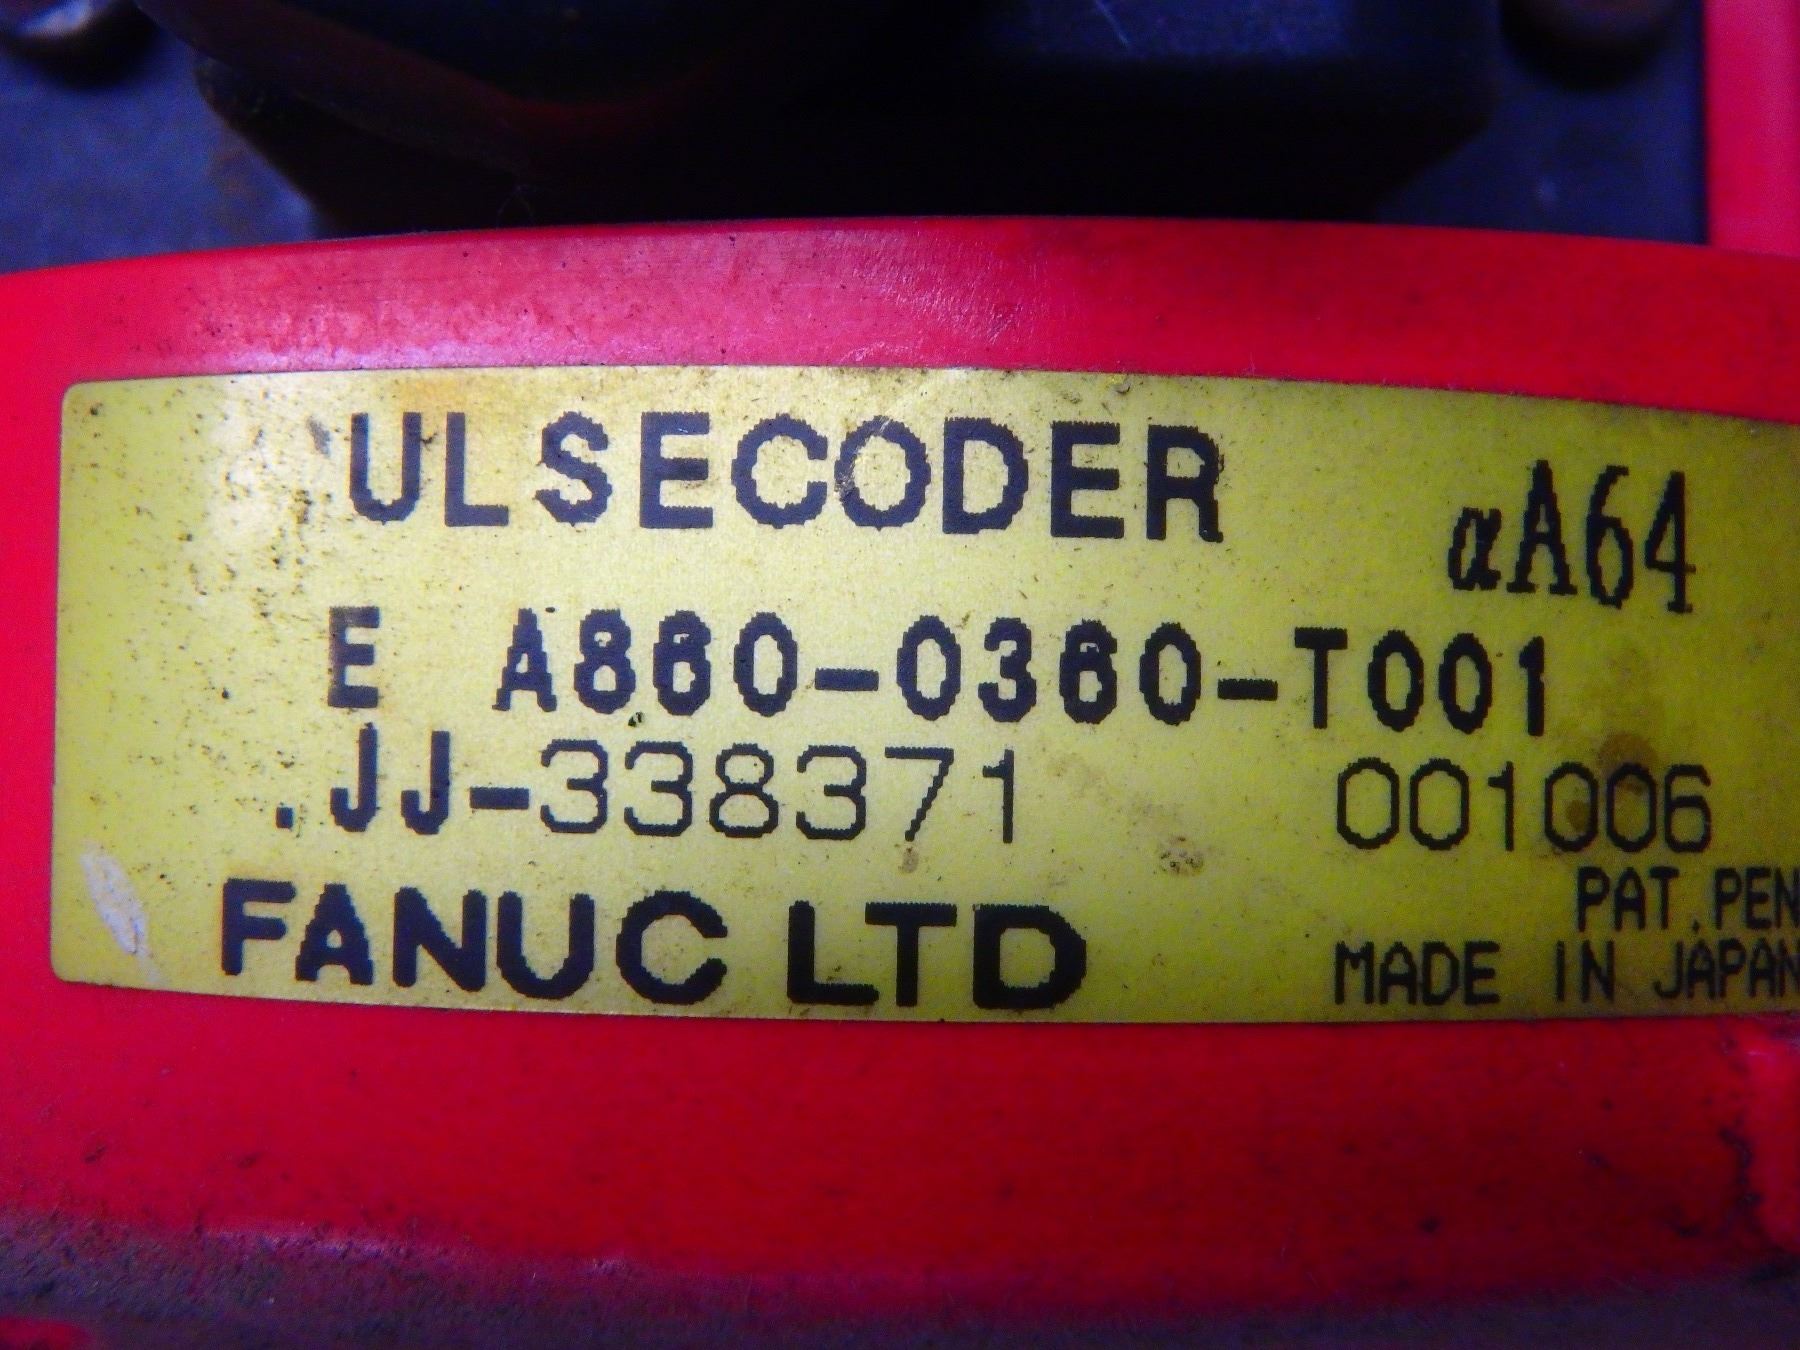 ULSECODER αA64
E A860-0360-T001
.JJ-338371 001006
PAT.PEN
FANUC LTD MADE IN JAPAN